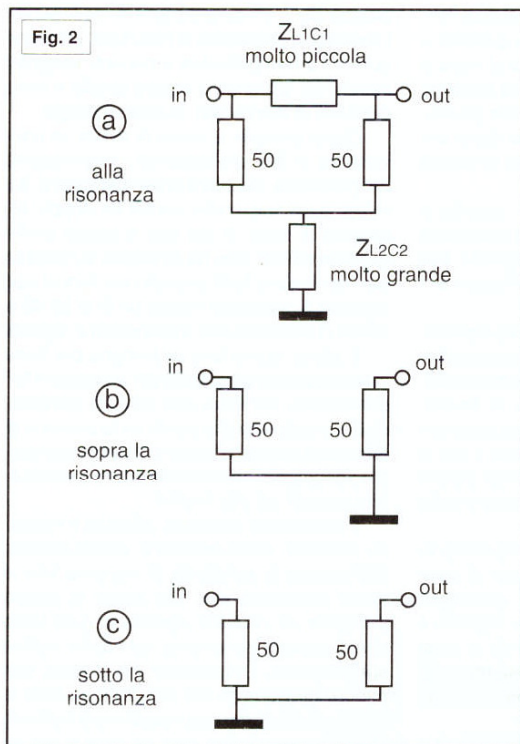 Fig. 2
ZL1C1
molto piccola
in
out
a
50
50
alla
risonanza
ZL2C2
molto grande
in
out
b
50
50
sopra la
risonanza
in
out
c
50
50
sotto la
risonanza